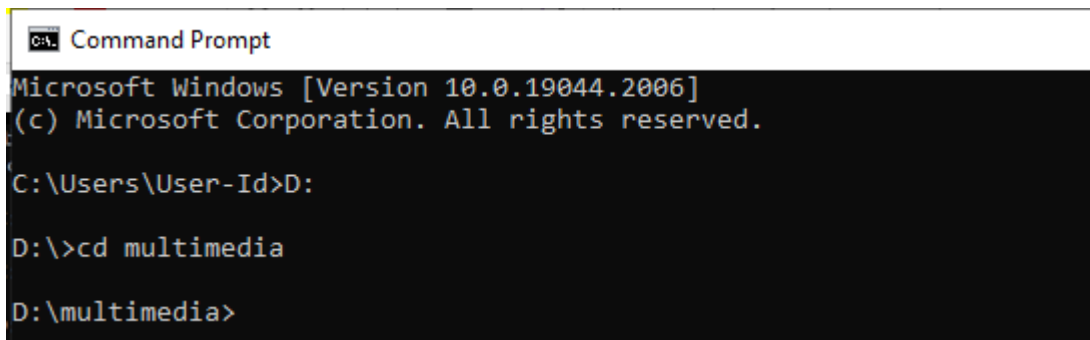 Command Prompt
Microsoft Windows [Version 10.0.19044.2006]
(c) Microsoft Corporation. All rights reserved.
C:\Users\User-Id>D:
D:\>cd multimedia
D:\multimedia>